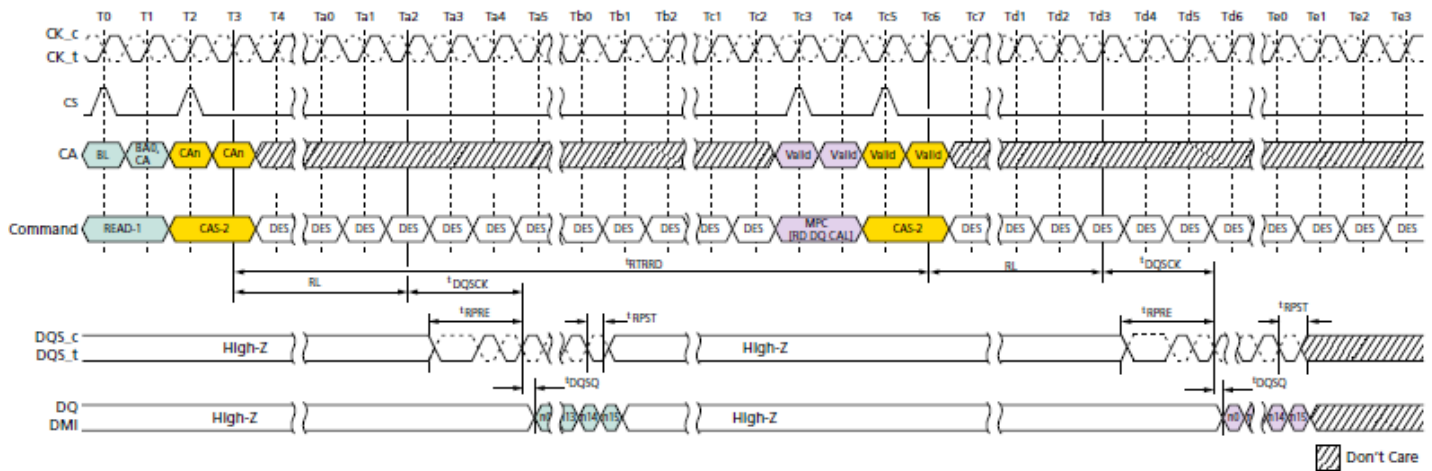 T0 T1 T2 T3 T4 Ta0 Ta1 Ta2 Ta3 Ta4 Ta5 Tb0 Tb1 Tb2 Tc1 Tc2 Tc3 Tc4 Tc5 Tc6 Tc7 Td1 Td2 Td3 Td4 Td5 Td6 Te0 Te1 Te2 Te3
CK_c
CK_t
CS
CA BL BA0, CA CAn CAn Valid Valid Valid Valid
Command READ-1 CAS-2 DES DES DES DES DES DES DES DES DES DES DES DES MPC [RD DQ CAL] CAS-2 DES DES DES DES DES DES DES DES DES DES DES
tRTRRD
RL tDQSCK RL tDQSCK
tRPRE tRPST tRPRE tRPST
DQS_c
DQS_t
High-Z High-Z
tDQSQ tDQSQ
DQ
DMI
High-Z n0 n13 n14 n15 High-Z n0 n14 n15
Don't Care